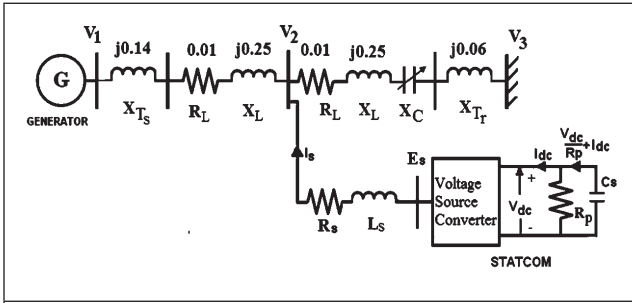 V1 V2 V3
j0.14 0.01 j0.25 0.01 j0.25 j0.06
G
GENERATOR
XTs RL XL RL XL XC XTr
Is
Es
Rs Ls
Voltage
Source
Converter
Idc Vdc/Rp+Idc
+
Vdc
-
Rp
Cs
STATCOM